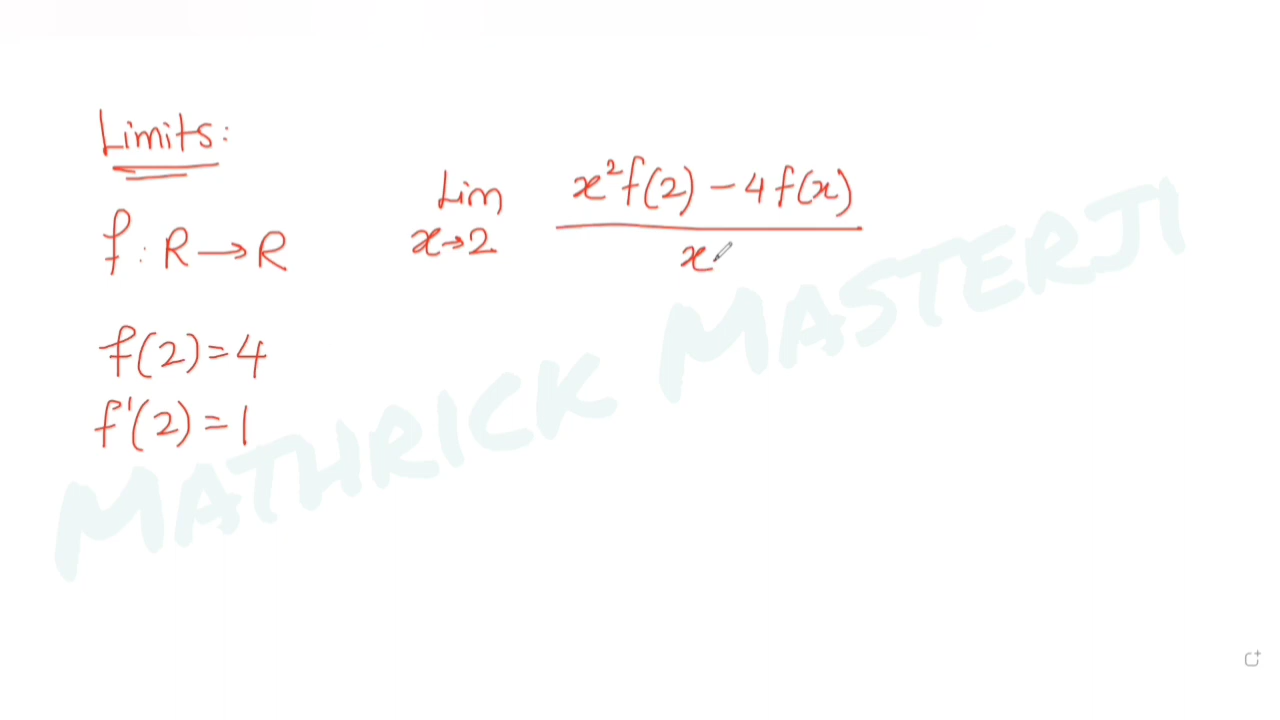 Limits:
f : R → R
f(2) = 4
f'(2) = 1
Lim x→2 x²f(2) − 4f(x)
x
MATHRICK MASTERJI